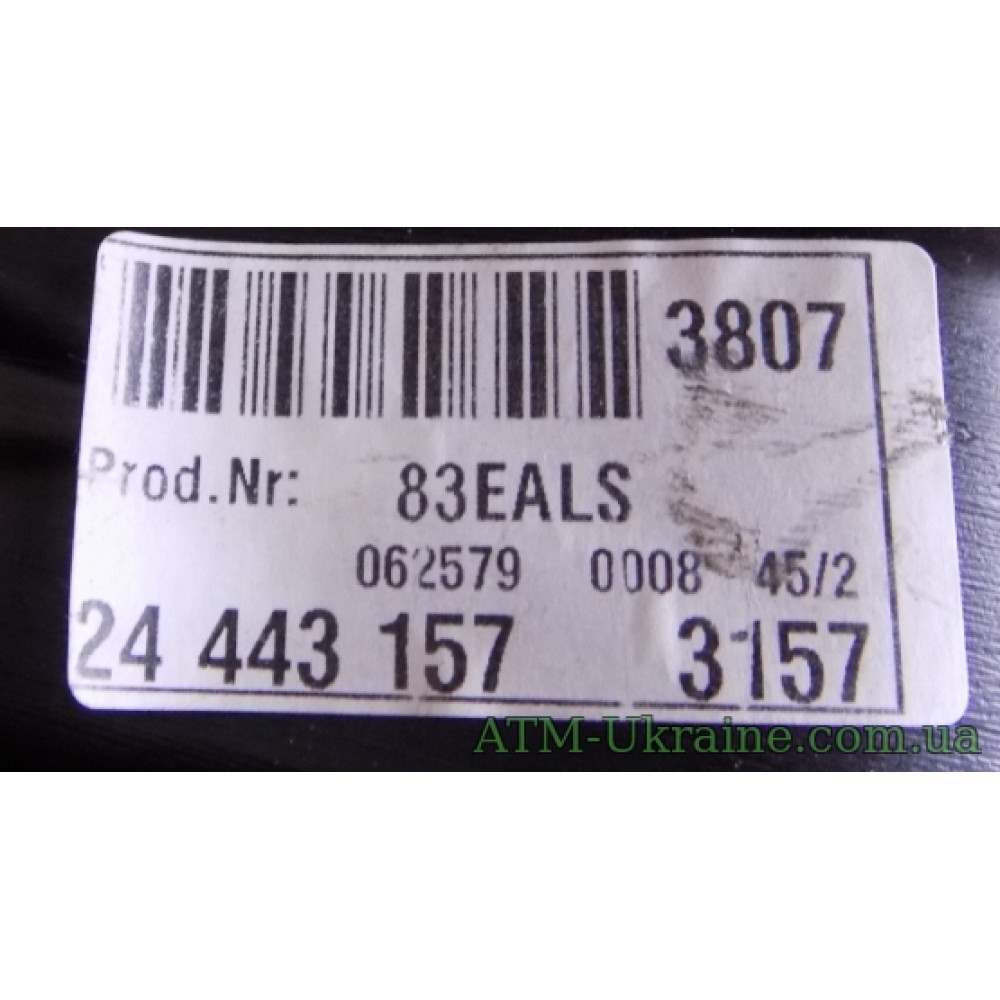 3807
Prod.Nr: 83EALS
062579 0008 45/2
24 443 157 3157
ATM-Ukraine.com.ua